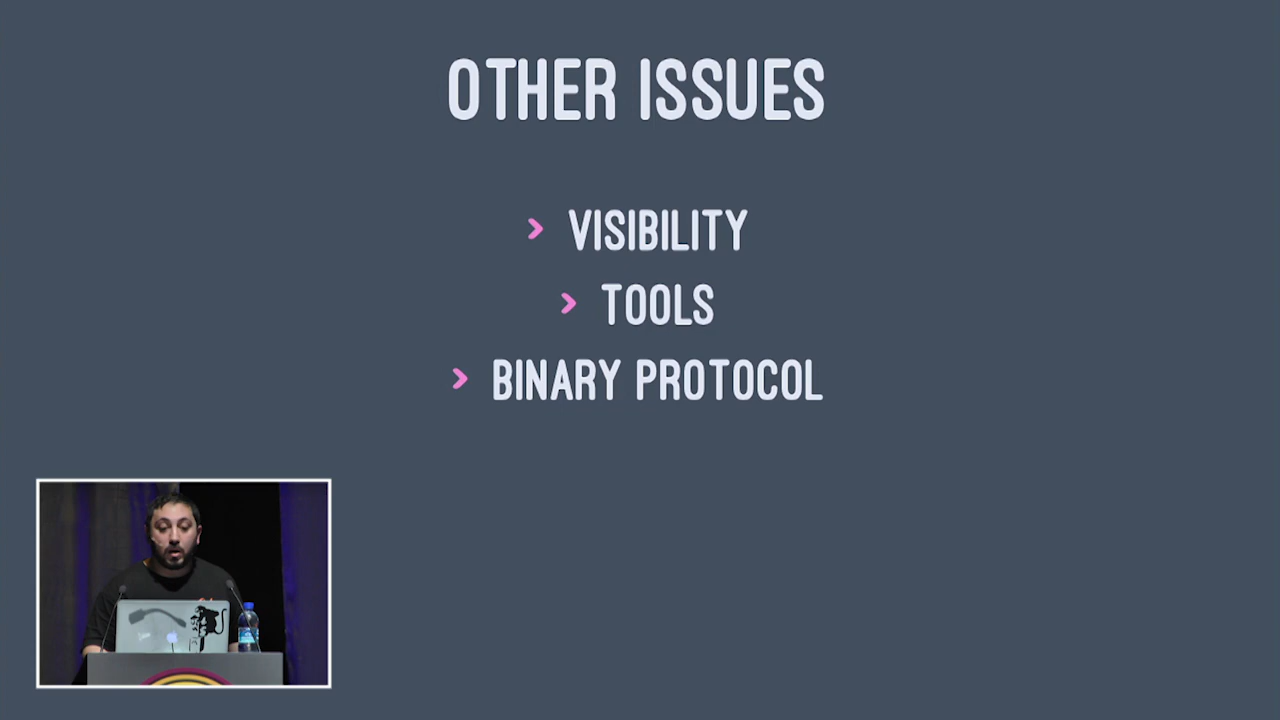 OTHER ISSUES
> VISIBILITY
> TOOLS
> BINARY PROTOCOL